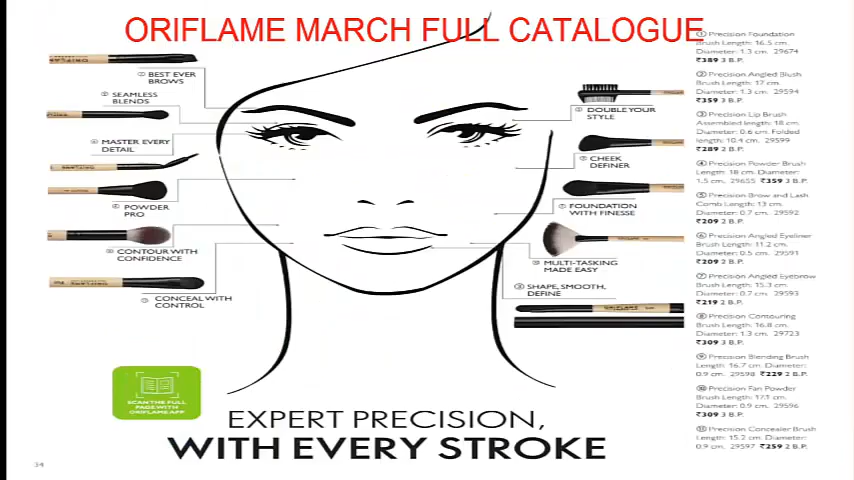 ORIFLAME MARCH FULL CATALOGUE
⑦ BEST EVER
BROWS
⑨ SEAMLESS
BLENDS
⑥ MASTER EVERY
DETAIL
④ POWDER
PRO
⑧ CONTOUR WITH
CONFIDENCE
⑪ CONCEAL WITH
CONTROL
⑤ DOUBLE YOUR
STYLE
② CHEEK
DEFINER
① FOUNDATION
WITH FINESSE
⑩ MULTI-TASKING
MADE EASY
③ SHAPE, SMOOTH,
DEFINE
① Precision Foundation
Brush Length: 16.5 cm.
Diameter: 1.3 cm. 29674
₹389 3 B.P.
② Precision Angled Blush
Brush Length: 17 cm.
Diameter: 1.3 cm. 29594
₹359 3 B.P.
③ Precision Lip Brush
Assembled length: 18 cm.
Diameter: 0.6 cm. Folded
length: 10.4 cm. 29599
₹289 2 B.P.
④ Precision Powder Brush
Length: 18 cm. Diameter:
1.5 cm. 29655 ₹359 3 B.P.
⑤ Precision Brow and Lash
Comb Length: 13 cm.
Diameter: 0.7 cm. 29592
₹209 2 B.P.
⑥ Precision Angled Eyeliner
Brush Length: 11.2 cm.
Diameter: 0.5 cm. 29591
₹209 2 B.P.
⑦ Precision Angled Eyebrow
Brush Length: 15.3 cm.
Diameter: 0.7 cm. 29593
₹219 2 B.P.
⑧ Precision Contouring
Brush Length: 16.8 cm.
Diameter: 1.3 cm. 29723
₹309 3 B.P.
⑨ Precision Blending Brush
Length: 16.7 cm. Diameter:
0.9 cm. 29598 ₹229 2 B.P.
⑩ Precision Fan Powder
Brush Length: 17.1 cm.
Diameter: 0.9 cm. 29596
₹309 3 B.P.
⑪ Precision Concealer Brush
Length: 15.2 cm. Diameter:
0.9 cm. 29597 ₹259 2 B.P.
SCAN THE FULL
PAGE WITH
ORIFLAME APP
EXPERT PRECISION,
WITH EVERY STROKE
34